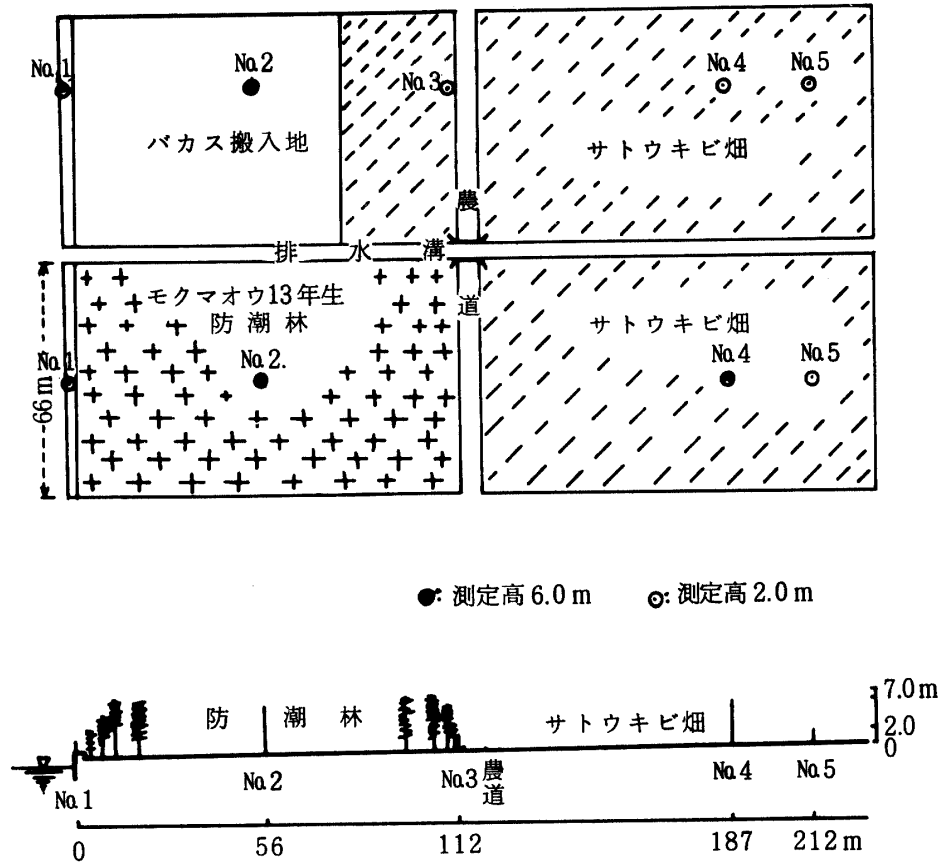 No.1
No.2
No.3
No.4
No.5
バカス搬入地
サトウキビ畑
農
道
排水溝
モクマオウ13年生
防潮林
サトウキビ畑
No.1
No.2.
No.4
No.5
66m
●: 測定高6.0m
◎: 測定高2.0m
防潮林
サトウキビ畑
7.0m
2.0
0
No.1
No.2
No.3
農道
No.4
No.5
0
56
112
187
212m